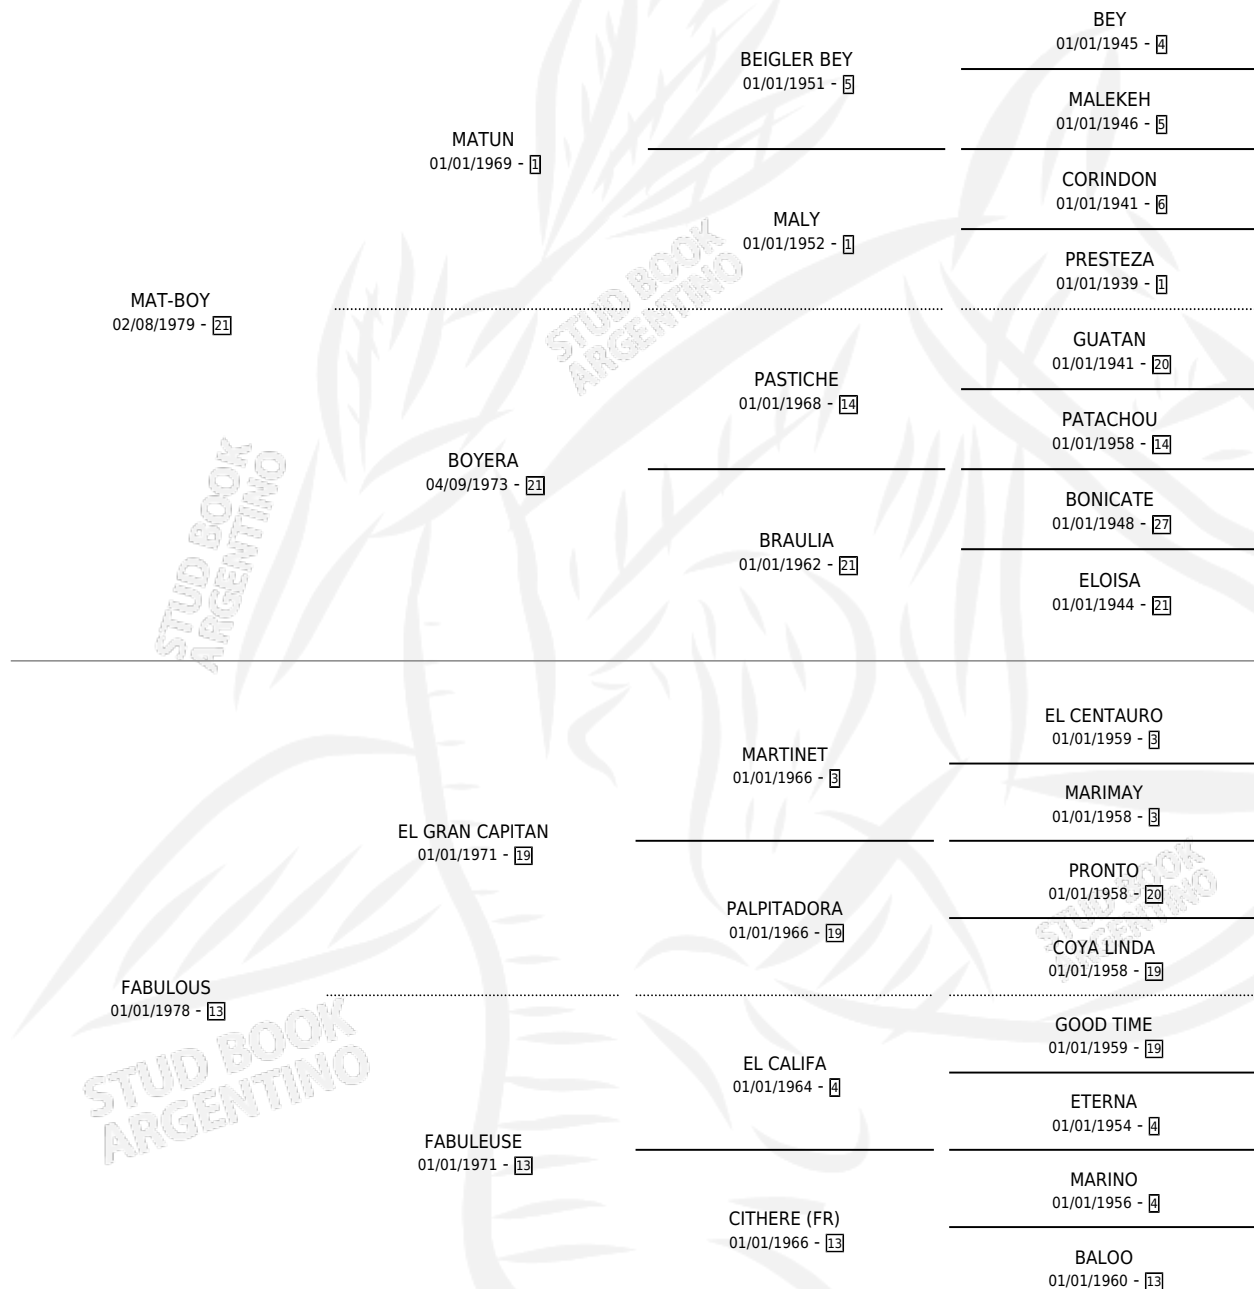 BEY
01/01/1945 - 4
BEIGLER BEY
01/01/1951 - 5
MALEKEH
01/01/1946 - 5
MATUN
01/01/1969 - 1
CORINDON
01/01/1941 - 6
MALY
01/01/1952 - 1
PRESTEZA
01/01/1939 - 1
MAT-BOY
02/08/1979 - 21
GUATAN
01/01/1941 - 20
PASTICHE
01/01/1968 - 14
PATACHOU
01/01/1958 - 14
BOYERA
04/09/1973 - 21
BONICATE
01/01/1948 - 27
BRAULIA
01/01/1962 - 21
ELOISA
01/01/1944 - 21
EL CENTAURO
01/01/1959 - 3
MARTINET
01/01/1966 - 3
MARIMAY
01/01/1958 - 3
EL GRAN CAPITAN
01/01/1971 - 19
PRONTO
01/01/1958 - 20
PALPITADORA
01/01/1966 - 19
COYA LINDA
01/01/1958 - 19
FABULOUS
01/01/1978 - 13
GOOD TIME
01/01/1959 - 19
EL CALIFA
01/01/1964 - 4
ETERNA
01/01/1954 - 4
FABULEUSE
01/01/1971 - 13
MARINO
01/01/1956 - 4
CITHERE (FR)
01/01/1966 - 13
BALOO
01/01/1960 - 13
STUD BOOK
ARGENTINO
STUD BOOK
ARGENTINO
STUD BOOK
ARGENTINO
STUD BOOK
ARGENTINO